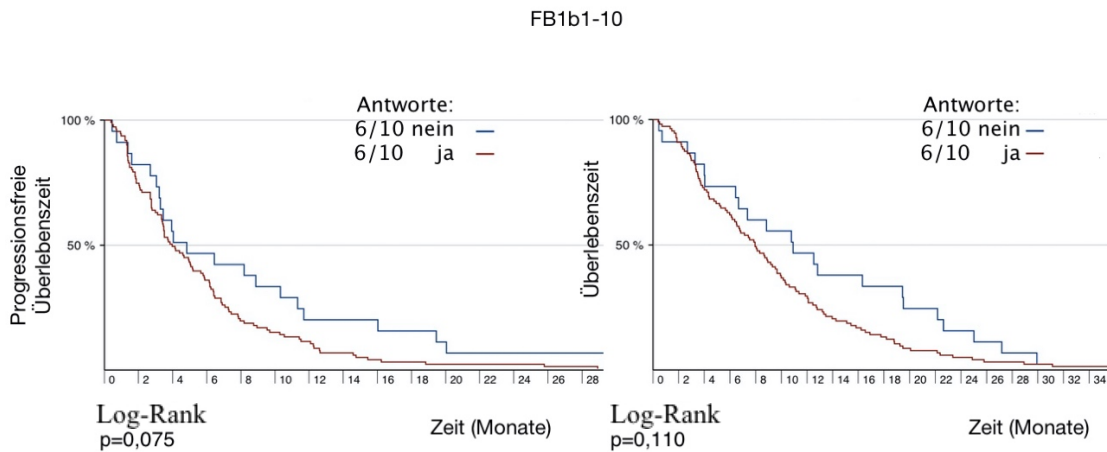 FB1b1-10
Antworte:
6/10 nein
6/10 ja
100 %
50 %
Progressionsfreie
Überlebenszeit
0 2 4 6 8 10 12 14 16 18 20 22 24 26 28
Log-Rank
p=0,075
Zeit (Monate)
Antworte:
6/10 nein
6/10 ja
100 %
50 %
Überlebenszeit
0 2 4 6 8 10 12 14 16 18 20 22 24 26 28 30 32 34
Log-Rank
p=0,110
Zeit (Monate)